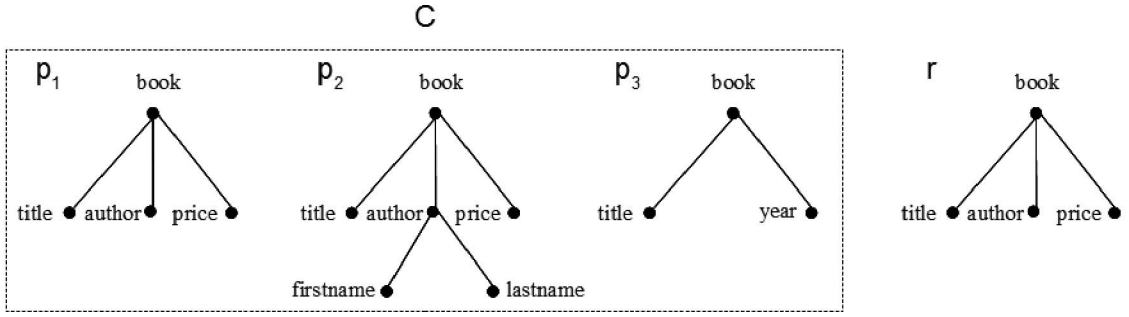 C
p1 p2 p3 r
book book book book
title author price title author price title year title author price
firstname lastname